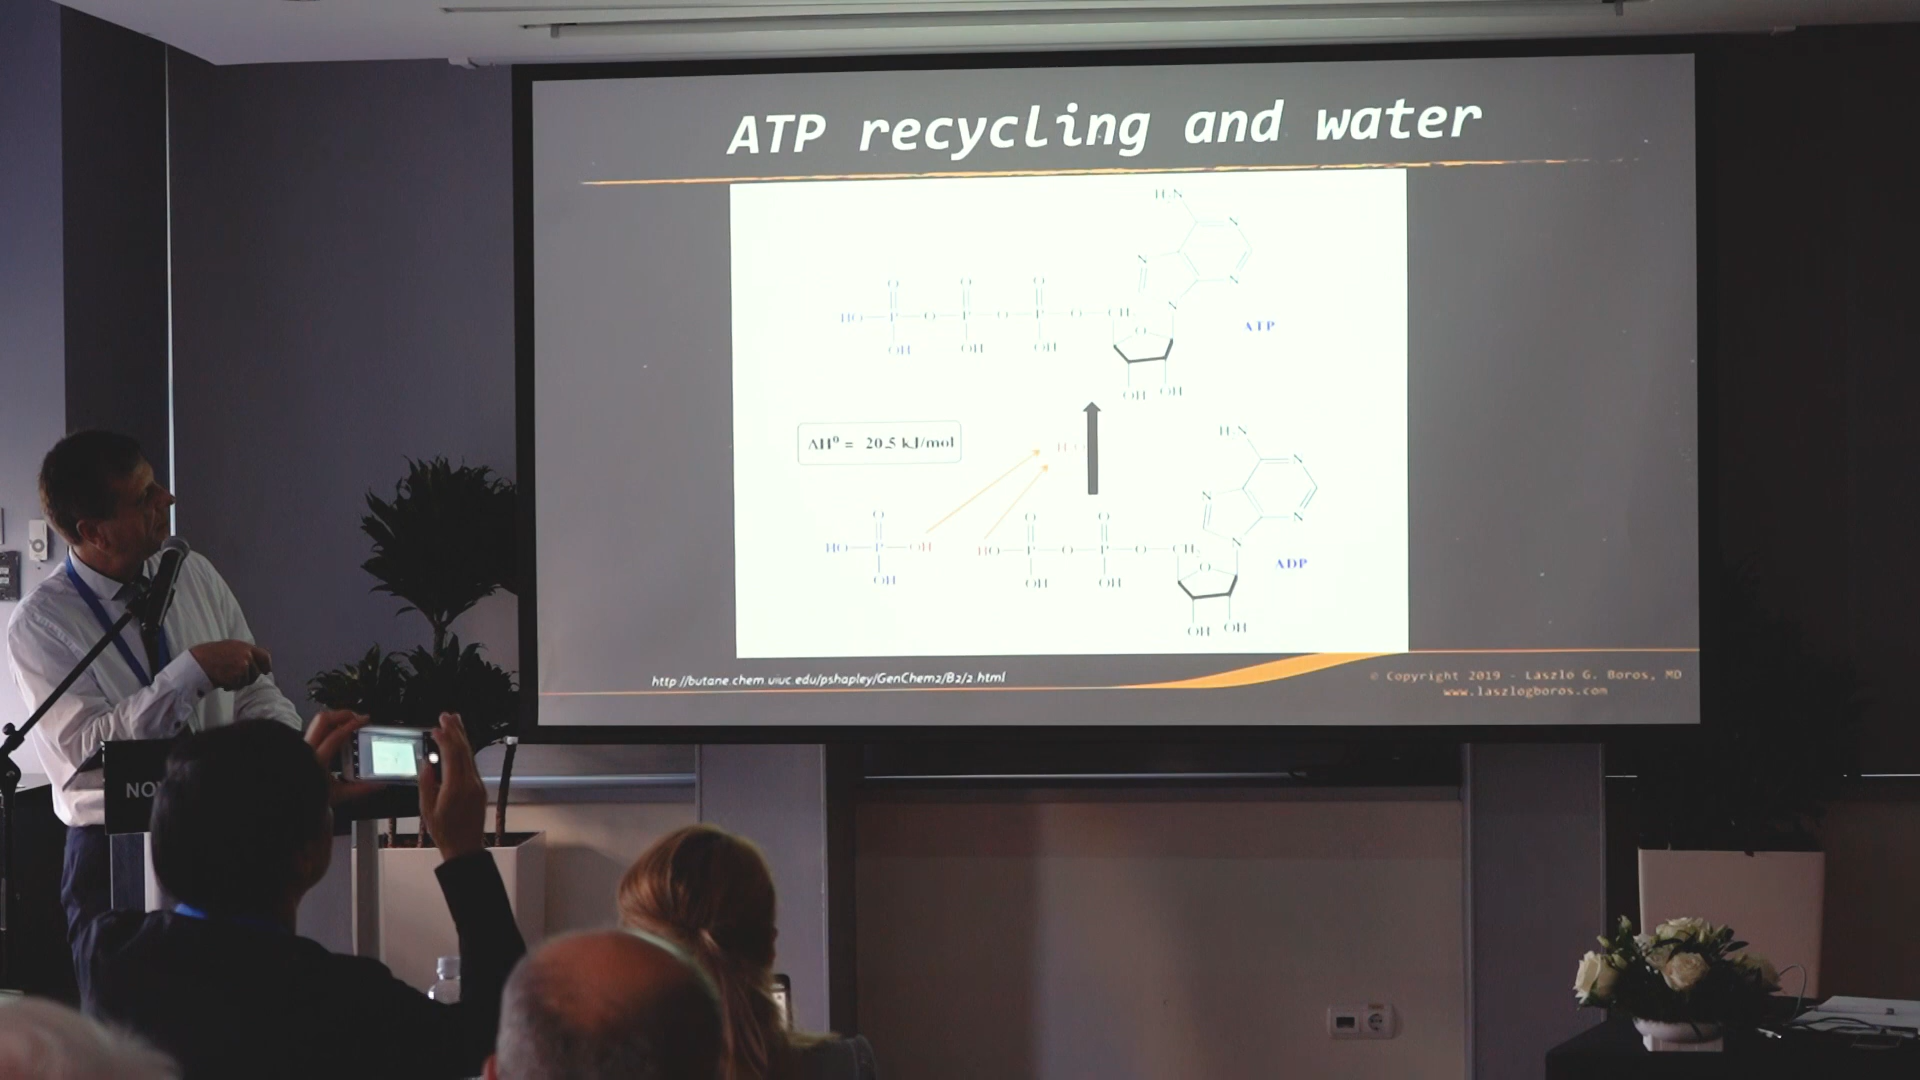 ATP recycling and water
H₂N
N
N
N
N
N
O O O
HO P O P O P O CH₂
O
OH OH OH
ATP
OH OH
ΔH⁰ = 20.5 kJ/mol
H₂O
H₂N
N
N
N
N
N
O O O
HO P OH HO P O P O CH₂
O
OH OH OH
ADP
OH OH
http://butane.chem.uiuc.edu/pshapley/GenChem2/B2/2.html
© Copyright 2019 - Laszlo G. Boros, MD
www.laszlogboros.com
NO